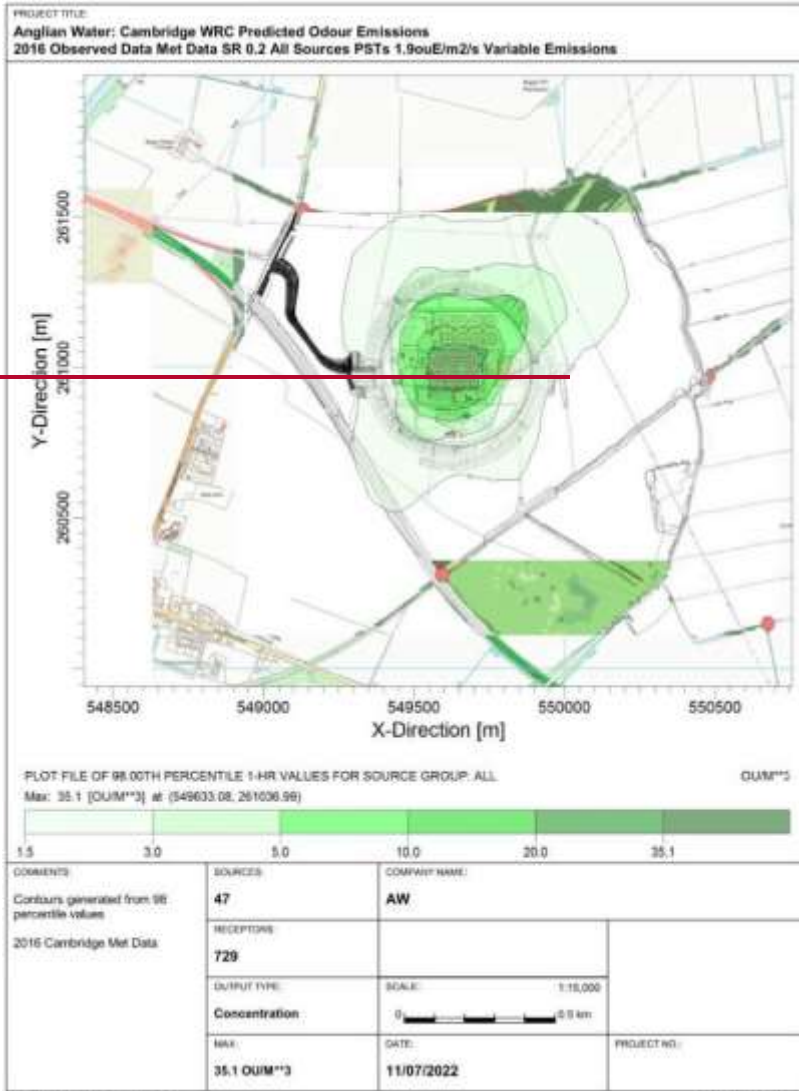 PROJECT TITLE:
Anglian Water: Cambridge WRC Predicted Odour Emissions
2016 Observed Data Met Data SR 0.2 All Sources PSTs 1.9ouE/m2/s Variable Emissions
Y-Direction [m]
261500
261000
260500
548500 549000 549500 550000 550500
X-Direction [m]
PLOT FILE OF 98.00TH PERCENTILE 1-HR VALUES FOR SOURCE GROUP: ALL OU/M**3
Max: 35.1 [OU/M**3] at (549633.08, 261036.99)
1.5 3.0 5.0 10.0 20.0 35.1
COMMENTS:
Contours generated from 98
percentile values
2016 Cambridge Met Data
SOURCES:
47
COMPANY NAME:
AW
RECEPTORS:
729
OUTPUT TYPE:
Concentration
SCALE: 1:15,000
0 0.5 km
MAX:
35.1 OU/M**3
DATE:
11/07/2022
PROJECT NO.: